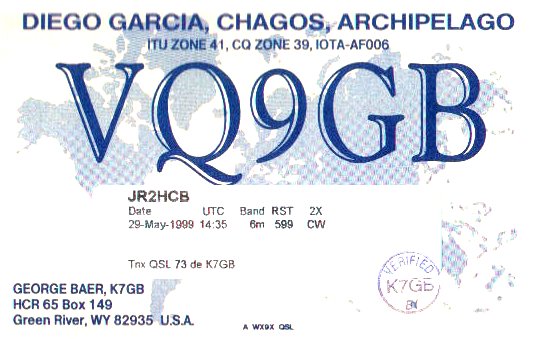 DIEGO GARCIA, CHAGOS, ARCHIPELAGO
ITU ZONE 41, CQ ZONE 39, IOTA-AF006
VQ9GB
JR2HCB
Date UTC Band RST 2X
29-May-1999 14:35 6m 599 CW
Tnx QSL 73 de K7GB
GEORGE BAER, K7GB
HCR 65 Box 149
Green River, WY 82935 U.S.A.
VERIFIED
K7GB
A WX9X QSL